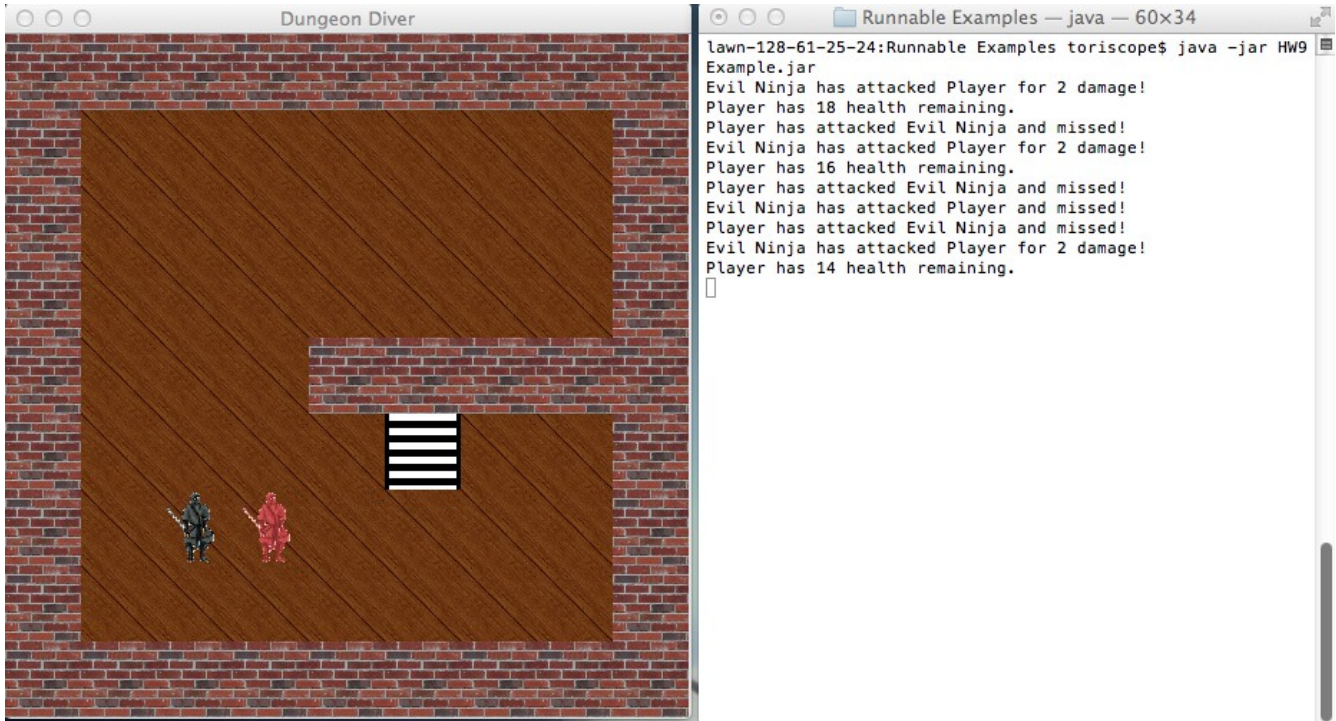 Dungeon Diver
Runnable Examples — java — 60×34
lawn-128-61-25-24:Runnable Examples toriscope$ java -jar HW9
Example.jar
Evil Ninja has attacked Player for 2 damage!
Player has 18 health remaining.
Player has attacked Evil Ninja and missed!
Evil Ninja has attacked Player for 2 damage!
Player has 16 health remaining.
Player has attacked Evil Ninja and missed!
Evil Ninja has attacked Player and missed!
Player has attacked Evil Ninja and missed!
Evil Ninja has attacked Player for 2 damage!
Player has 14 health remaining.